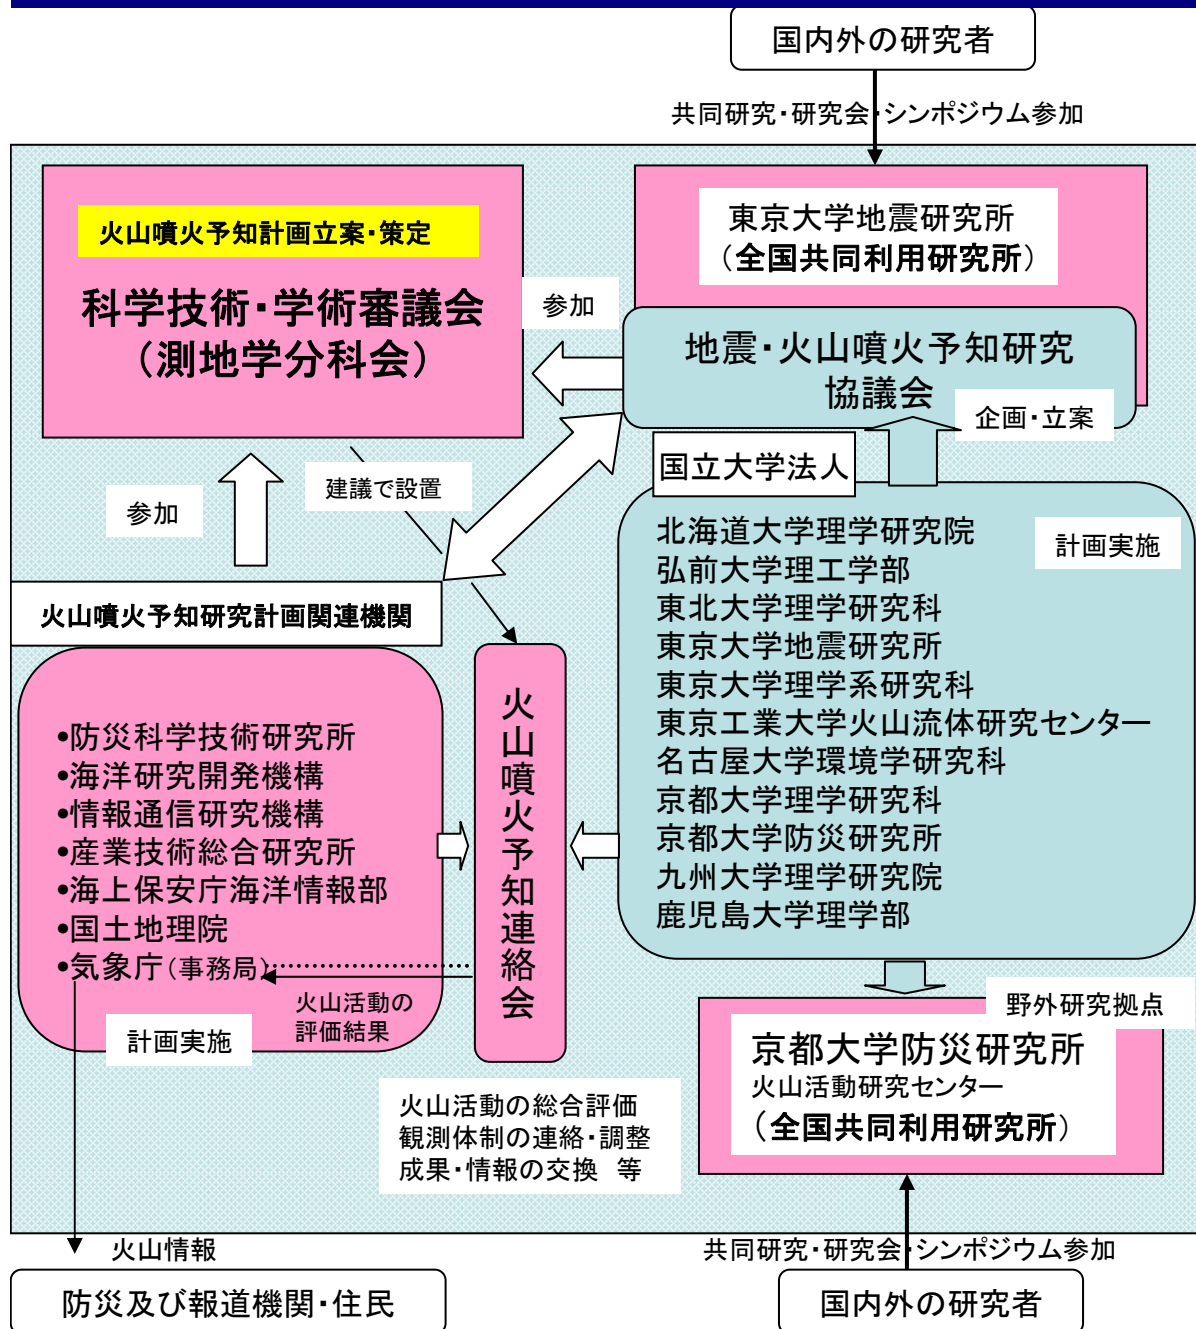 国内外の研究者
共同研究・研究会・シンポジウム参加
火山噴火予知計画立案・策定
科学技術・学術審議会
（測地学分科会）
参加
東京大学地震研究所
（全国共同利用研究所）
地震・火山噴火予知研究
協議会
企画・立案
国立大学法人
建議で設置
参加
計画実施
北海道大学理学研究院
弘前大学理工学部
東北大学理学研究科
東京大学地震研究所
東京大学理学系研究科
東京工業大学火山流体研究センター
名古屋大学環境学研究科
京都大学理学研究科
京都大学防災研究所
九州大学理学研究院
鹿児島大学理学部
火山噴火予知研究計画関連機関
•防災科学技術研究所
•海洋研究開発機構
•情報通信研究機構
•産業技術総合研究所
•海上保安庁海洋情報部
•国土地理院
•気象庁（事務局）
火山活動の
評価結果
計画実施
火山噴火予知連絡会
火山活動の総合評価
観測体制の連絡・調整
成果・情報の交換　等
野外研究拠点
京都大学防災研究所
火山活動研究センター
（全国共同利用研究所）
火山情報
防災及び報道機関・住民
共同研究・研究会・シンポジウム参加
国内外の研究者